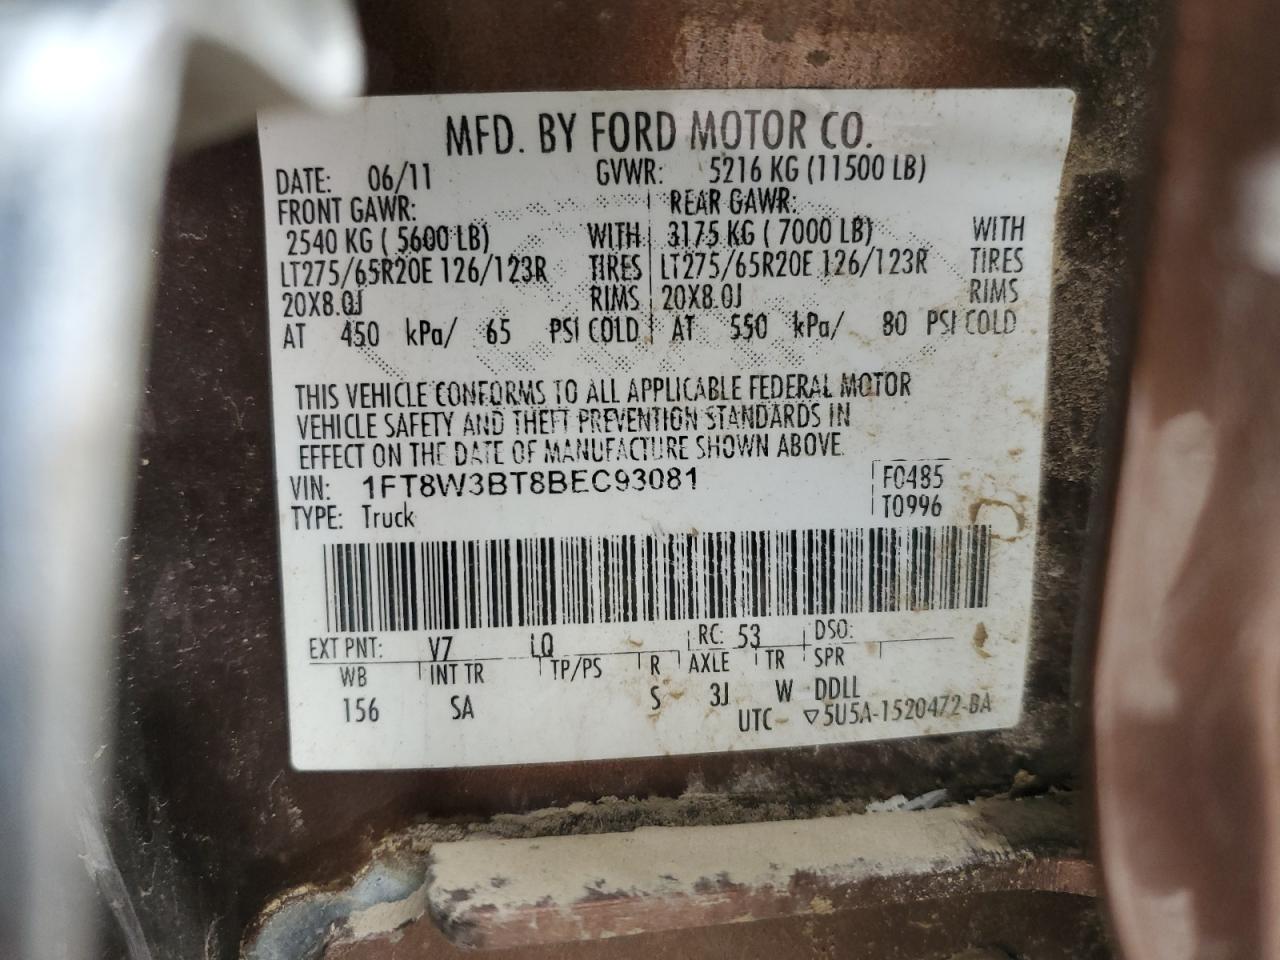 MFD. BY FORD MOTOR CO.
DATE: 06/11 GVWR: 5216 KG (11500 LB)
FRONT GAWR: REAR GAWR:
2540 KG ( 5600 LB) WITH 3175 KG ( 7000 LB) WITH
LT275/65R20E 126/123R TIRES LT275/65R20E 126/123R TIRES
20X8.0J RIMS 20X8.0J RIMS
AT 450 kPa/ 65 PSI COLD AT 550 kPa/ 80 PSI COLD
THIS VEHICLE CONFORMS TO ALL APPLICABLE FEDERAL MOTOR
VEHICLE SAFETY AND THEFT PREVENTION STANDARDS IN
EFFECT ON THE DATE OF MANUFACTURE SHOWN ABOVE.
VIN: 1FT8W3BT8BEC93081 F0485
TYPE: Truck T0996
EXT PNT: V7 LQ RC: 53 DSO:
WB INT TR TP/PS R AXLE TR SPR
156 SA S 3J W DDLL
UTC ▽5U5A-1520472-BA